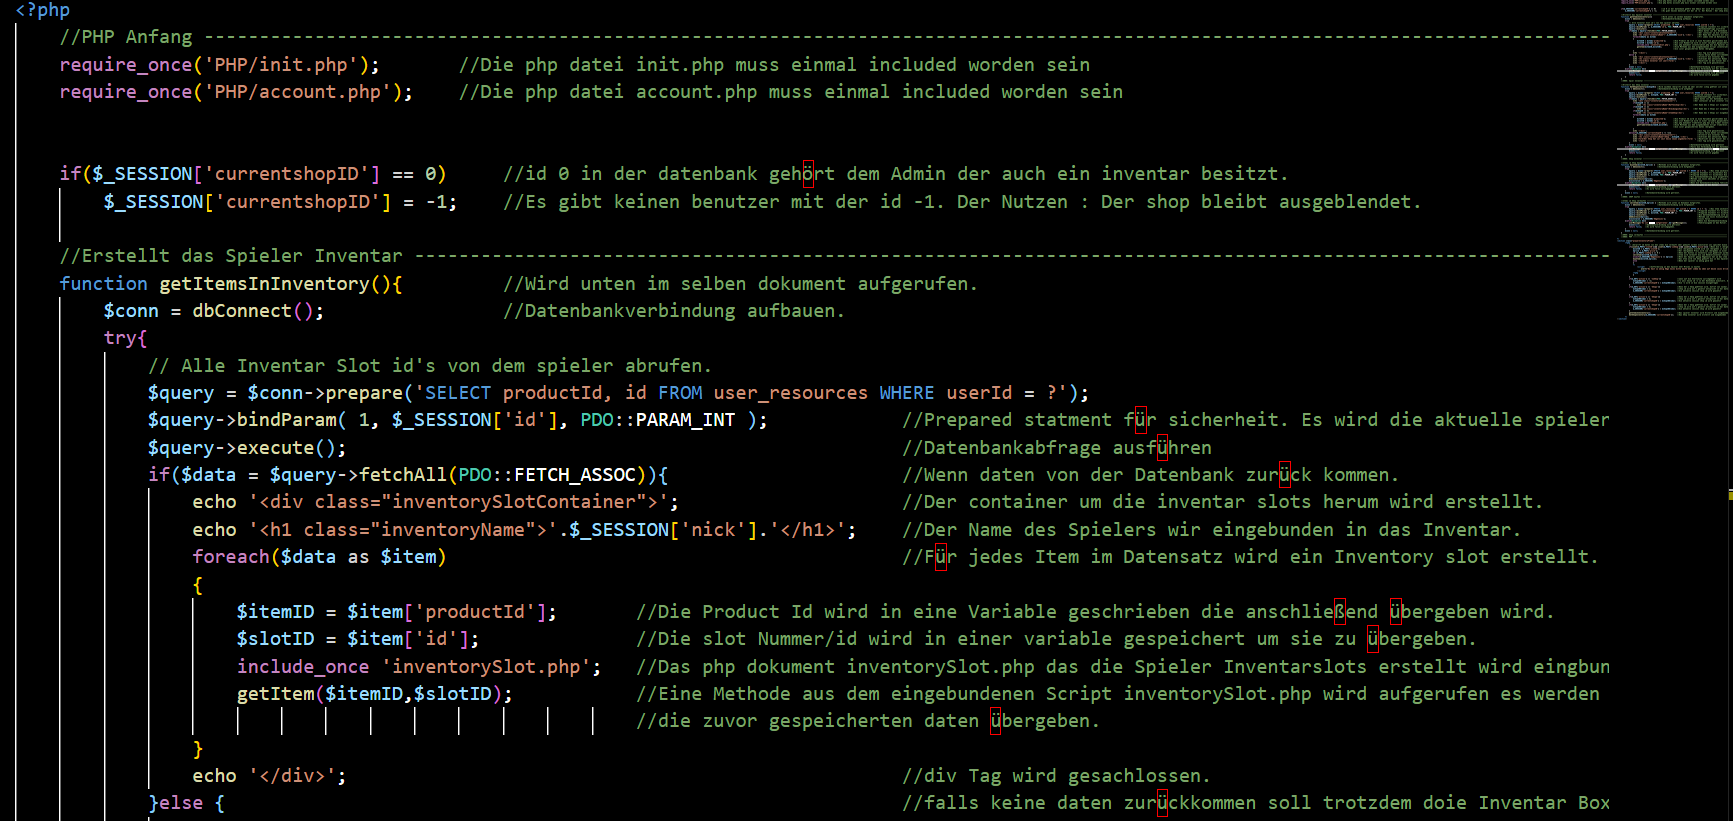 <?php
//PHP Anfang --------------------------------------------------------------------------------------------------------------------------------
require_once('PHP/init.php'); //Die php datei init.php muss einmal included worden sein
require_once('PHP/account.php'); //Die php datei account.php muss einmal included worden sein
if($_SESSION['currentshopID'] == 0) //id 0 in der datenbank gehört dem Admin der auch ein inventar besitzt.
$_SESSION['currentshopID'] = -1; //Es gibt keinen benutzer mit der id -1. Der Nutzen : Der shop bleibt ausgeblendet.
//Erstellt das Spieler Inventar -------------------------------------------------------------------------------------------------------------
function getItemsInInventory(){ //Wird unten im selben dokument aufgerufen.
$conn = dbConnect(); //Datenbankverbindung aufbauen.
try{
// Alle Inventar Slot id's von dem spieler abrufen.
$query = $conn->prepare('SELECT productId, id FROM user_resources WHERE userId = ?');
$query->bindParam( 1, $_SESSION['id'], PDO::PARAM_INT ); //Prepared statment für sicherheit. Es wird die aktuelle spieler
$query->execute(); //Datenbankabfrage ausführen
if($data = $query->fetchAll(PDO::FETCH_ASSOC)){ //Wenn daten von der Datenbank zurück kommen.
echo '<div class="inventorySlotContainer">'; //Der container um die inventar slots herum wird erstellt.
echo '<h1 class="inventoryName">'.$_SESSION['nick'].'</h1>'; //Der Name des Spielers wir eingebunden in das Inventar.
foreach($data as $item) //Für jedes Item im Datensatz wird ein Inventory slot erstellt.
{
$itemID = $item['productId']; //Die Product Id wird in eine Variable geschrieben die anschließend übergeben wird.
$slotID = $item['id']; //Die slot Nummer/id wird in einer variable gespeichert um sie zu übergeben.
include_once 'inventorySlot.php'; //Das php dokument inventorySlot.php das die Spieler Inventarslots erstellt wird eingbun
getItem($itemID,$slotID); //Eine Methode aus dem eingebundenen Script inventorySlot.php wird aufgerufen es werden
//die zuvor gespeicherten daten übergeben.
}
echo '</div>'; //div Tag wird gesachlossen.
}else { //falls keine daten zurückkommen soll trotzdem doie Inventar Box